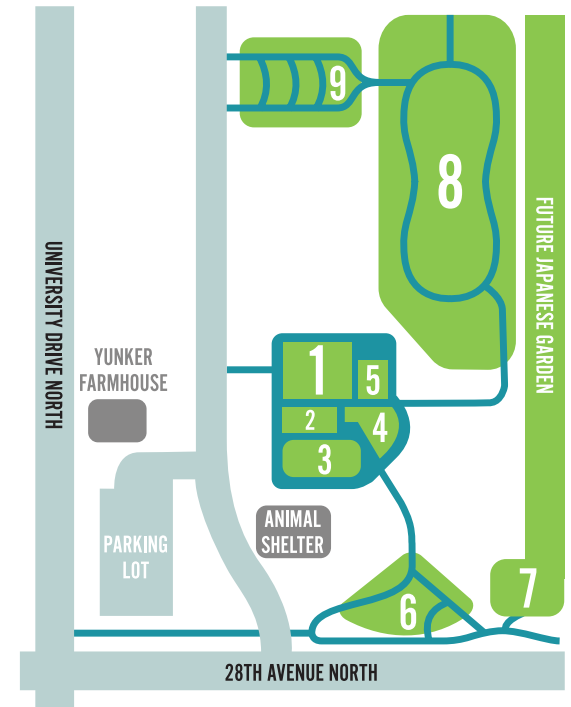 9
8
UNIVERSITY DRIVE NORTH
FUTURE JAPANESE GARDEN
YUNKER
FARMHOUSE
1
5
2
4
3
ANIMAL
SHELTER
PARKING
LOT
7
6
28TH AVENUE NORTH